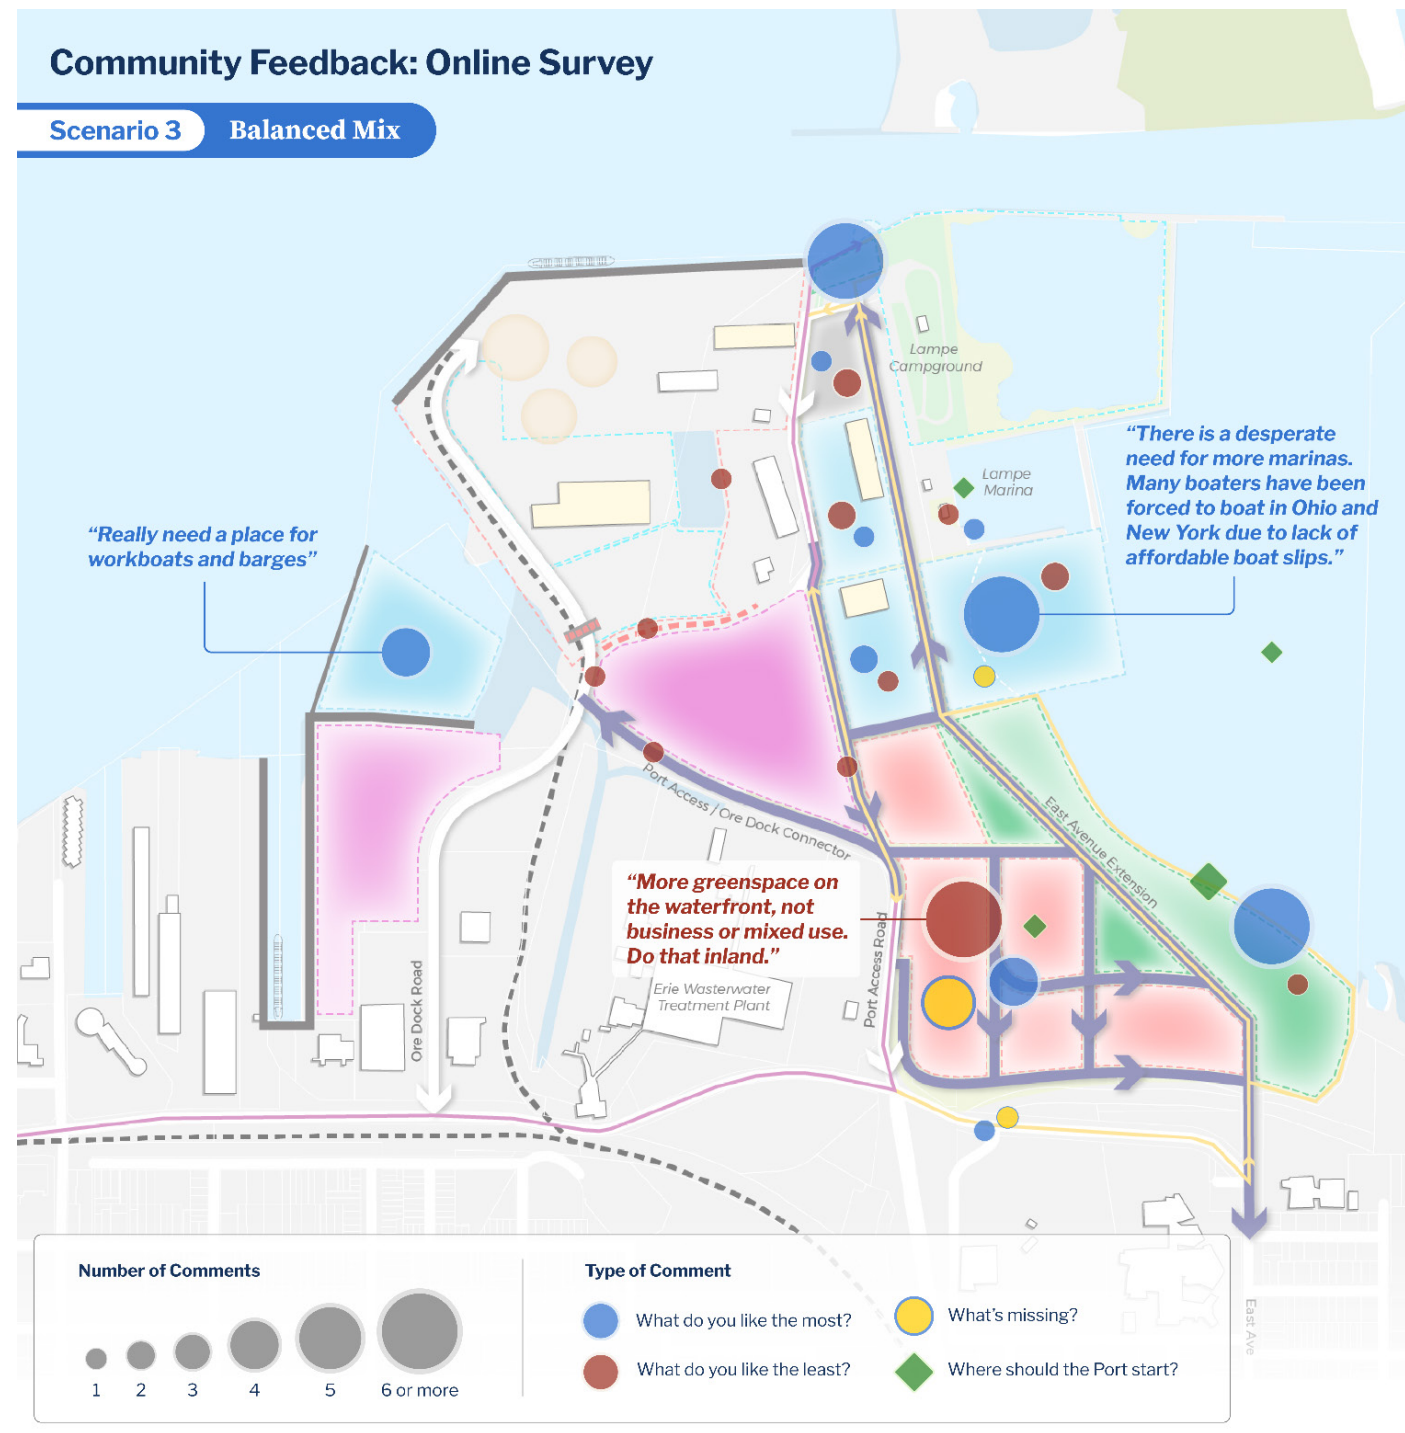 Community Feedback: Online Survey
Scenario 3 Balanced Mix
Lampe
Campground
“There is a desperate
need for more marinas.
Many boaters have been
forced to boat in Ohio and
New York due to lack of
affordable boat slips.”
Lampe
Marina
“Really need a place for
workboats and barges”
Port Access / Ore Dock Connector
East Avenue Extension
“More greenspace on
the waterfront, not
business or mixed use.
Do that inland.”
Port Access Road
Erie Wasterwater
Treatment Plant
Ore Dock Road
East Ave
Number of Comments
1 2 3 4 5 6 or more
Type of Comment
What do you like the most?
What's missing?
What do you like the least?
Where should the Port start?